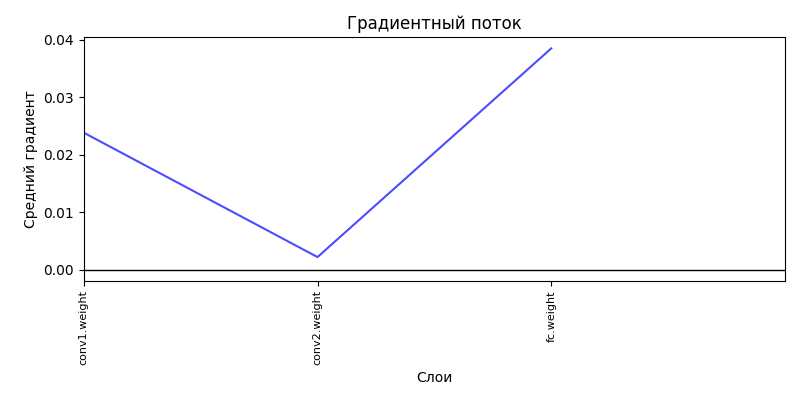 Градиентный поток
Средний градиент
0.04
0.03
0.02
0.01
0.00
conv1.weight
conv2.weight
fc.weight
Слои